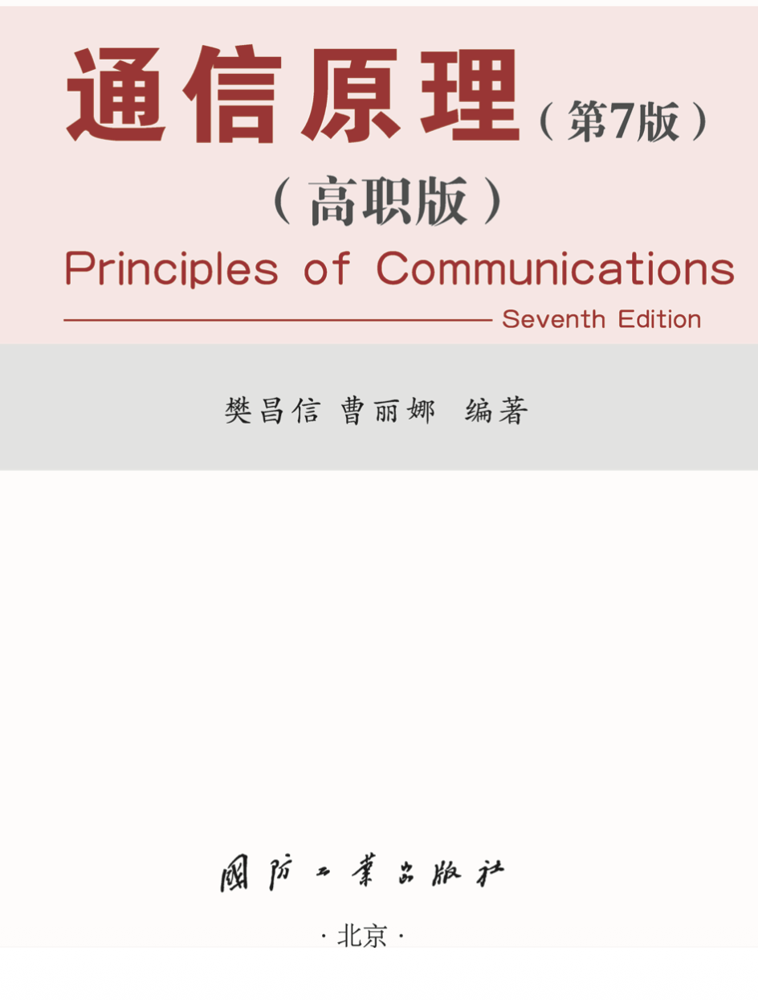 通信原理（第7版）
（高职版）
Principles of Communications
Seventh Edition
樊昌信 曹丽娜 编著
國防工业出版社
·北京·